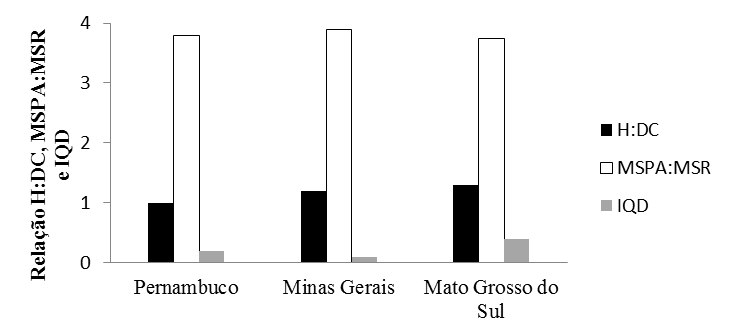 Relação H:DC, MSPA:MSR
e IQD
4
3
2
1
0
Pernambuco
Minas Gerais
Mato Grosso do
Sul
H:DC
MSPA:MSR
IQD